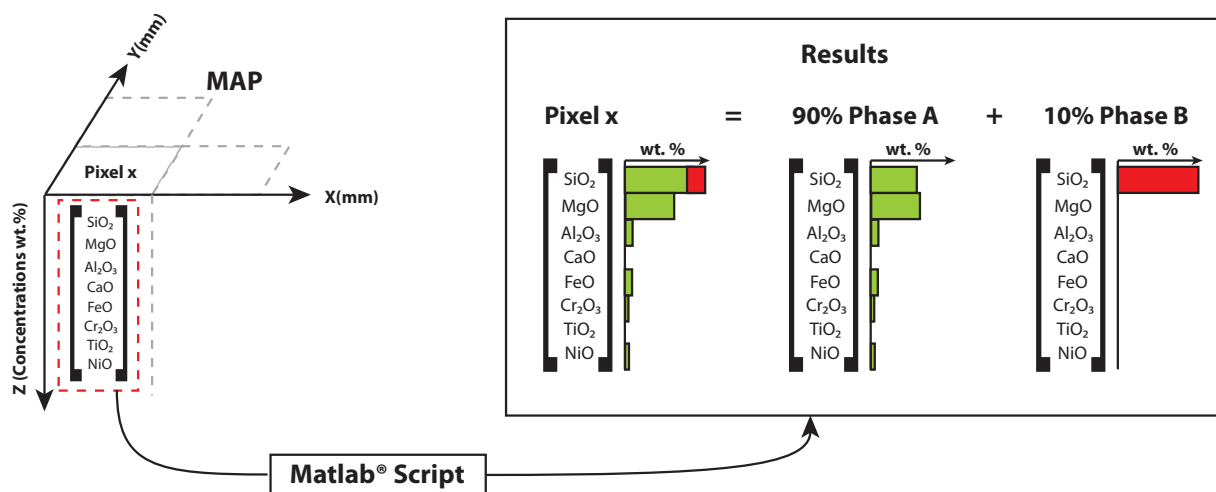 Y(mm)
MAP
Pixel x
X(mm)
Z (Concentrations wt.%)
SiO₂
MgO
Al₂O₃
CaO
FeO
Cr₂O₃
TiO₂
NiO
Matlab® Script
Results
Pixel x = 90% Phase A + 10% Phase B
wt. %
SiO₂
MgO
Al₂O₃
CaO
FeO
Cr₂O₃
TiO₂
NiO
wt. %
SiO₂
MgO
Al₂O₃
CaO
FeO
Cr₂O₃
TiO₂
NiO
wt. %
SiO₂
MgO
Al₂O₃
CaO
FeO
Cr₂O₃
TiO₂
NiO